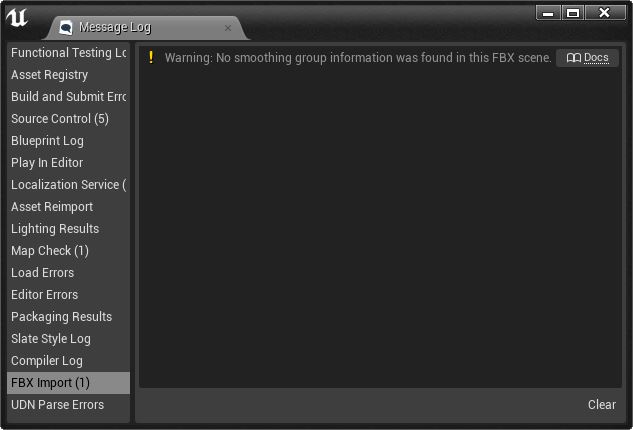 Message Log
Functional Testing Lo
Asset Registry
Build and Submit Erro
Source Control (5)
Blueprint Log
Play In Editor
Localization Service (
Asset Reimport
Lighting Results
Map Check (1)
Load Errors
Editor Errors
Packaging Results
Slate Style Log
Compiler Log
FBX Import (1)
UDN Parse Errors
! Warning: No smoothing group information was found in this FBX scene. Docs
Clear